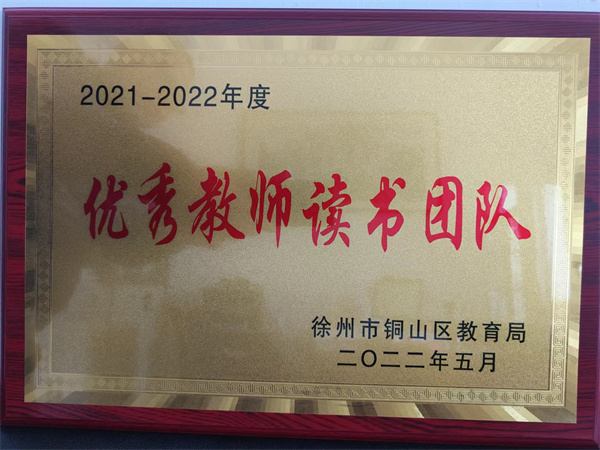 2021-2022年度
优秀教师读书团队
徐州市铜山区教育局
二〇二二年五月